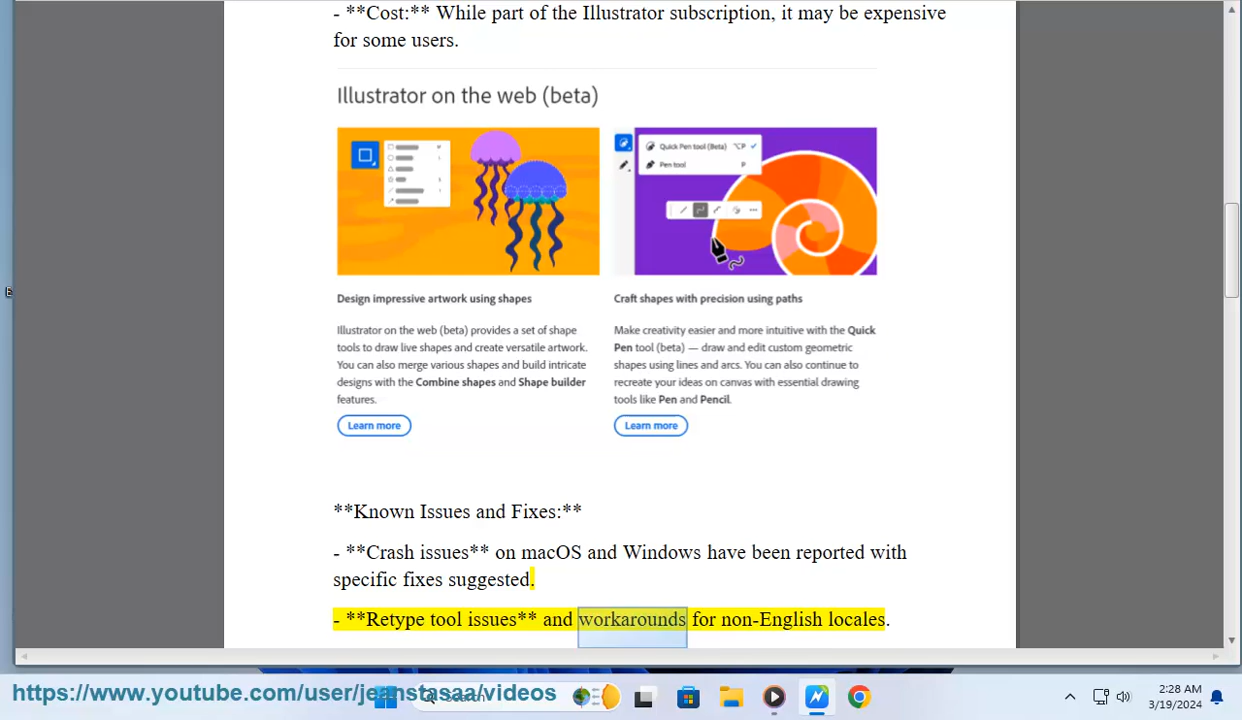 - **Cost:** While part of the Illustrator subscription, it may be expensive
for some users.
Illustrator on the web (beta)
Quick Pen tool (Beta)
Pen tool P
Design impressive artwork using shapes
Illustrator on the web (beta) provides a set of shape
tools to draw live shapes and create versatile artwork.
You can also merge various shapes and build intricate
designs with the Combine shapes and Shape builder
features.
Learn more
Craft shapes with precision using paths
Make creativity easier and more intuitive with the Quick
Pen tool (beta) — draw and edit custom geometric
shapes using lines and arcs. You can also continue to
recreate your ideas on canvas with essential drawing
tools like Pen and Pencil.
Learn more
**Known Issues and Fixes:**
- **Crash issues** on macOS and Windows have been reported with
specific fixes suggested.
- **Retype tool issues** and workarounds for non-English locales.
https://www.youtube.com/user/jeanstasaa/videos
Search
2:28 AM
3/19/2024